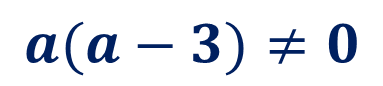 a(a − 3) ≠ 0